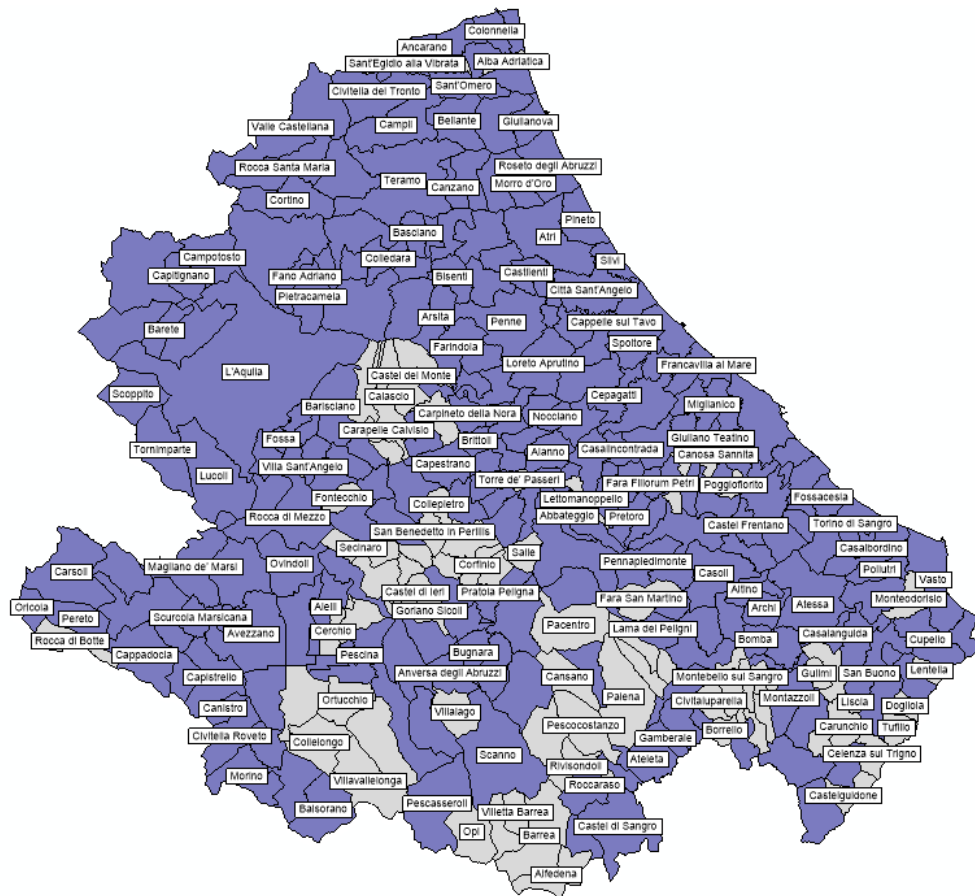 Colonnella
Ancarano
Sant'Egidio alla Vibrata
Alba Adriatica
Civitella del Tronto
Sant'Omero
Valle Castellana
Campli
Bellante
Giulianova
Rocca Santa Maria
Roseto degli Abruzzi
Teramo
Canzano
Morro d'Oro
Cortino
Pineto
Basciano
Atri
Campotosto
Colledara
Silvi
Capitignano
Fano Adriano
Bisenti
Castilenti
Pietracamela
Città Sant'Angelo
Arsita
Penne
Cappelle sul Tavo
Barete
Farindola
Spoltore
L'Aquila
Castel del Monte
Loreto Aprutino
Francavilla al Mare
Scoppito
Calascio
Cepagatti
Barisciano
Carpineto della Nora
Nocciano
Miglianico
Fossa
Carapelle Calvisio
Brittoli
Giuliano Teatino
Tornimparte
Alanno
Casalincontrada
Canosa Sannita
Villa Sant'Angelo
Capestrano
Lucoli
Torre de' Passeri
Fara Filiorum Petri
Poggiofiorito
Fontecchio
Collepietro
Lettomanoppello
Fossacesia
Rocca di Mezzo
Abbateggio
Pretoro
Castel Frentano
Torino di Sangro
San Benedetto in Perillis
Secinaro
Salle
Casalbordino
Magliano de' Marsi
Ovindoli
Corfinio
Pennapiedimonte
Pollutri
Carsoli
Casoli
Vasto
Castel di Ieri
Pratola Peligna
Altino
Oricola
Aielli
Goriano Sicoli
Fara San Martino
Archi
Atessa
Monteodorisio
Pereto
Scurcola Marsicana
Pacentro
Lama dei Peligni
Rocca di Botte
Avezzano
Cerchio
Bomba
Casalanguida
Cupello
Cappadocia
Pescina
Bugnara
Capistrello
Anversa degli Abruzzi
Cansano
Montebello sul Sangro
Guilmi
San Buono
Lentella
Canistro
Ortucchio
Villalago
Palena
Civitaluparella
Montazzoli
Liscia
Dogliola
Civitella Roveto
Collelongo
Pescocostanzo
Gamberale
Borrello
Carunchio
Tufillo
Scanno
Ateleta
Celenza sul Trigno
Morino
Villavallelonga
Rivisondoli
Roccaraso
Castelguidone
Balsorano
Pescasseroli
Villetta Barrea
Castel di Sangro
Opi
Barrea
Alfedena